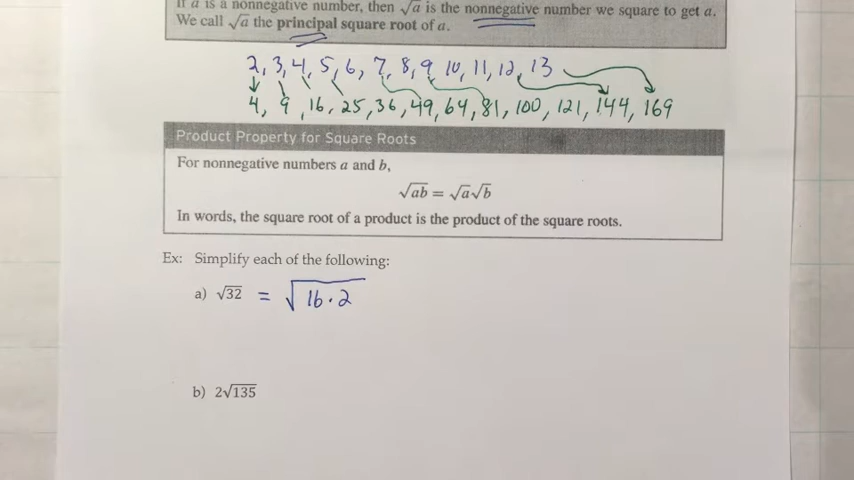 If a is a nonnegative number, then √a is the nonnegative number we square to get a.
We call √a the principal square root of a.
2, 3, 4, 5, 6, 7, 8, 9, 10, 11, 12, 13
4, 9, 16, 25, 36, 49, 64, 81, 100, 121, 144, 169
Product Property for Square Roots
For nonnegative numbers a and b,
√ab = √a√b
In words, the square root of a product is the product of the square roots.
Ex: Simplify each of the following:
a) √32 = √16·2
b) 2√135